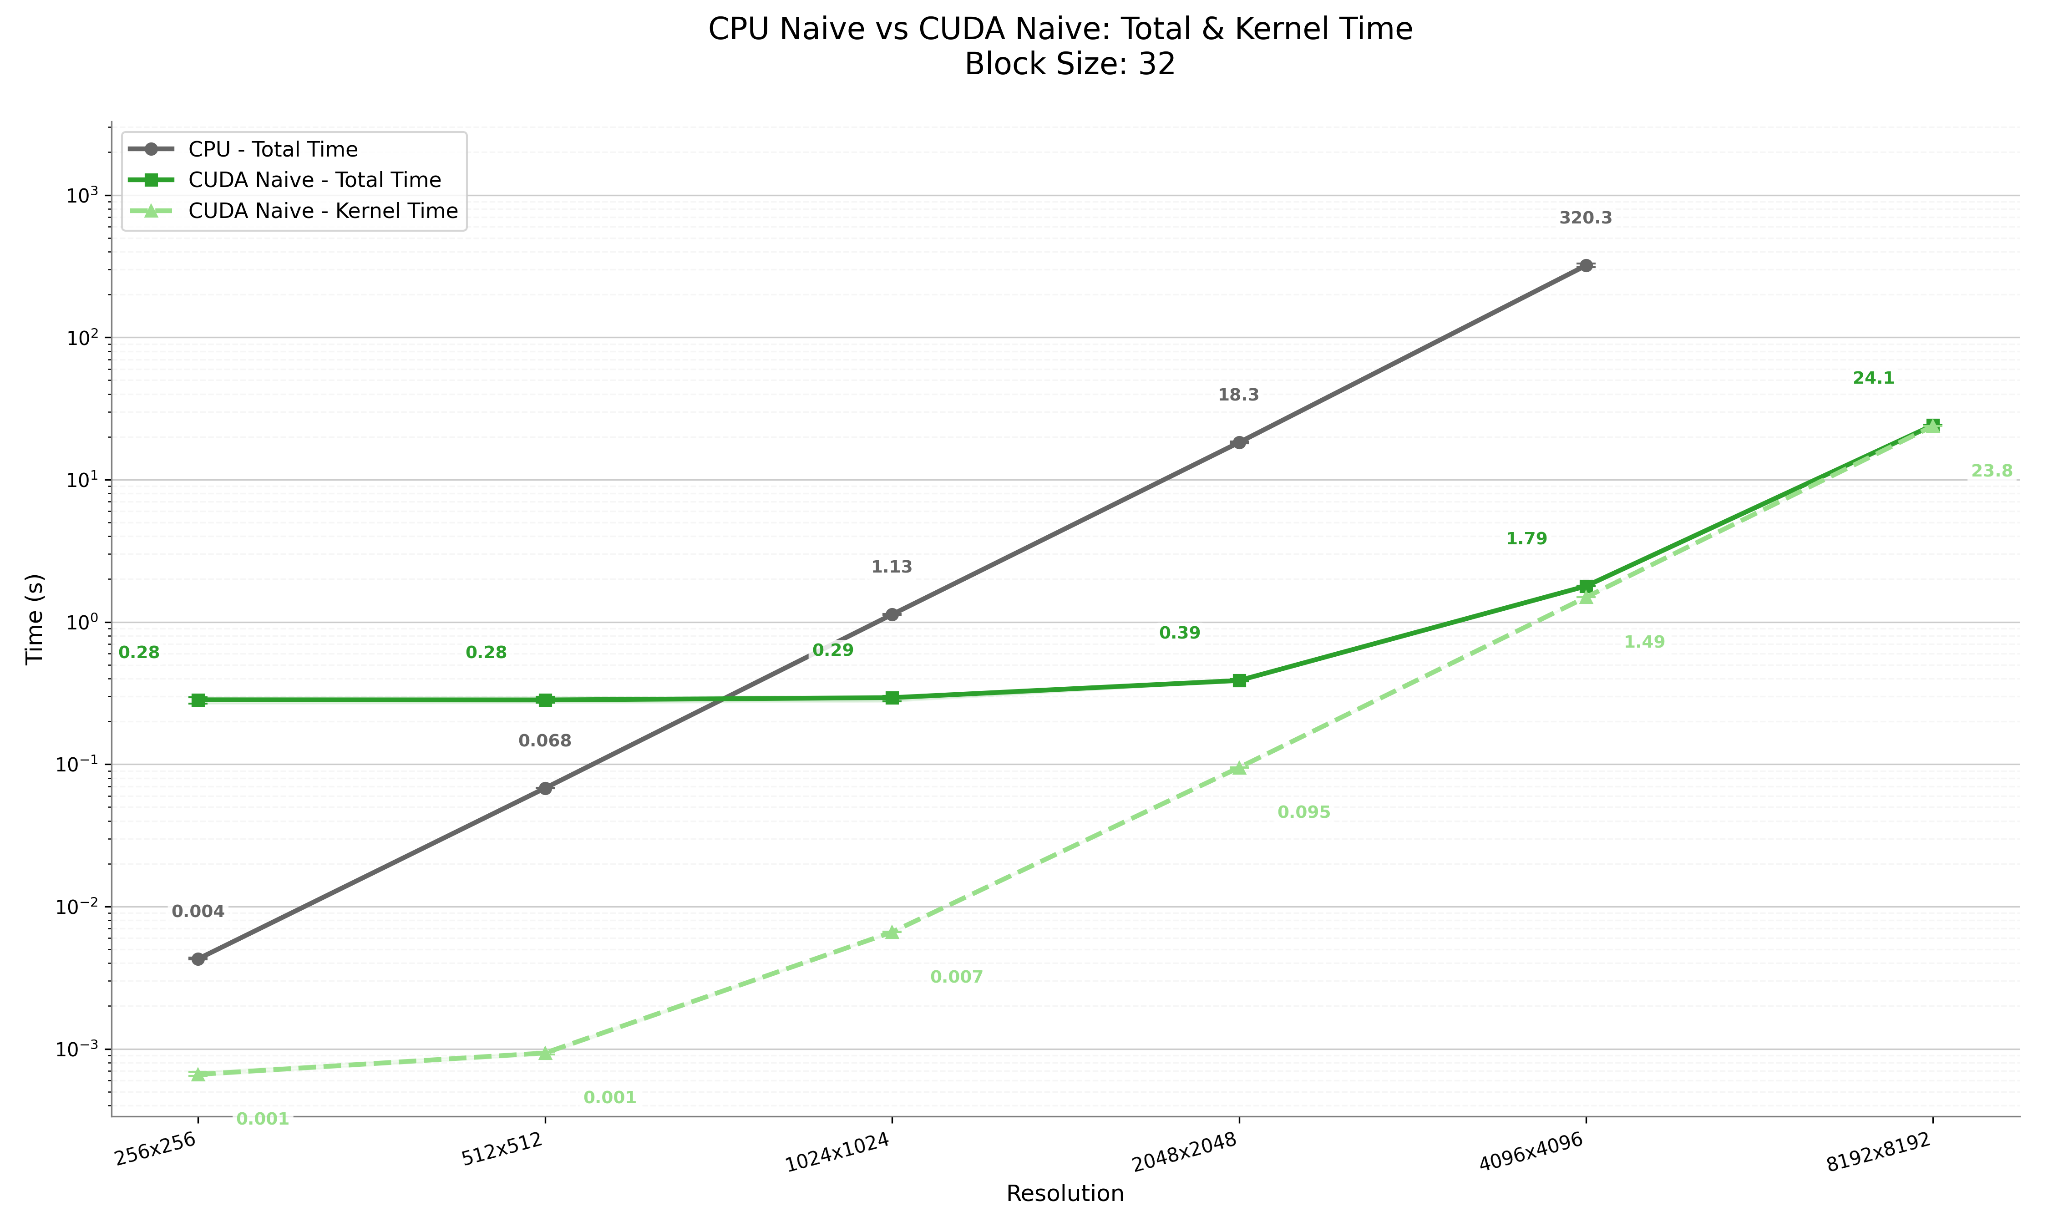 CPU Naive vs CUDA Naive: Total & Kernel Time
Block Size: 32
CPU - Total Time
CUDA Naive - Total Time
CUDA Naive - Kernel Time
Time (s)
10³
10²
10¹
10⁰
10⁻¹
10⁻²
10⁻³
320.3
18.3
1.13
0.068
0.004
0.28
0.28
0.29
0.39
1.79
24.1
23.8
1.49
0.095
0.007
0.001
0.001
256x256
512x512
1024x1024
2048x2048
4096x4096
8192x8192
Resolution